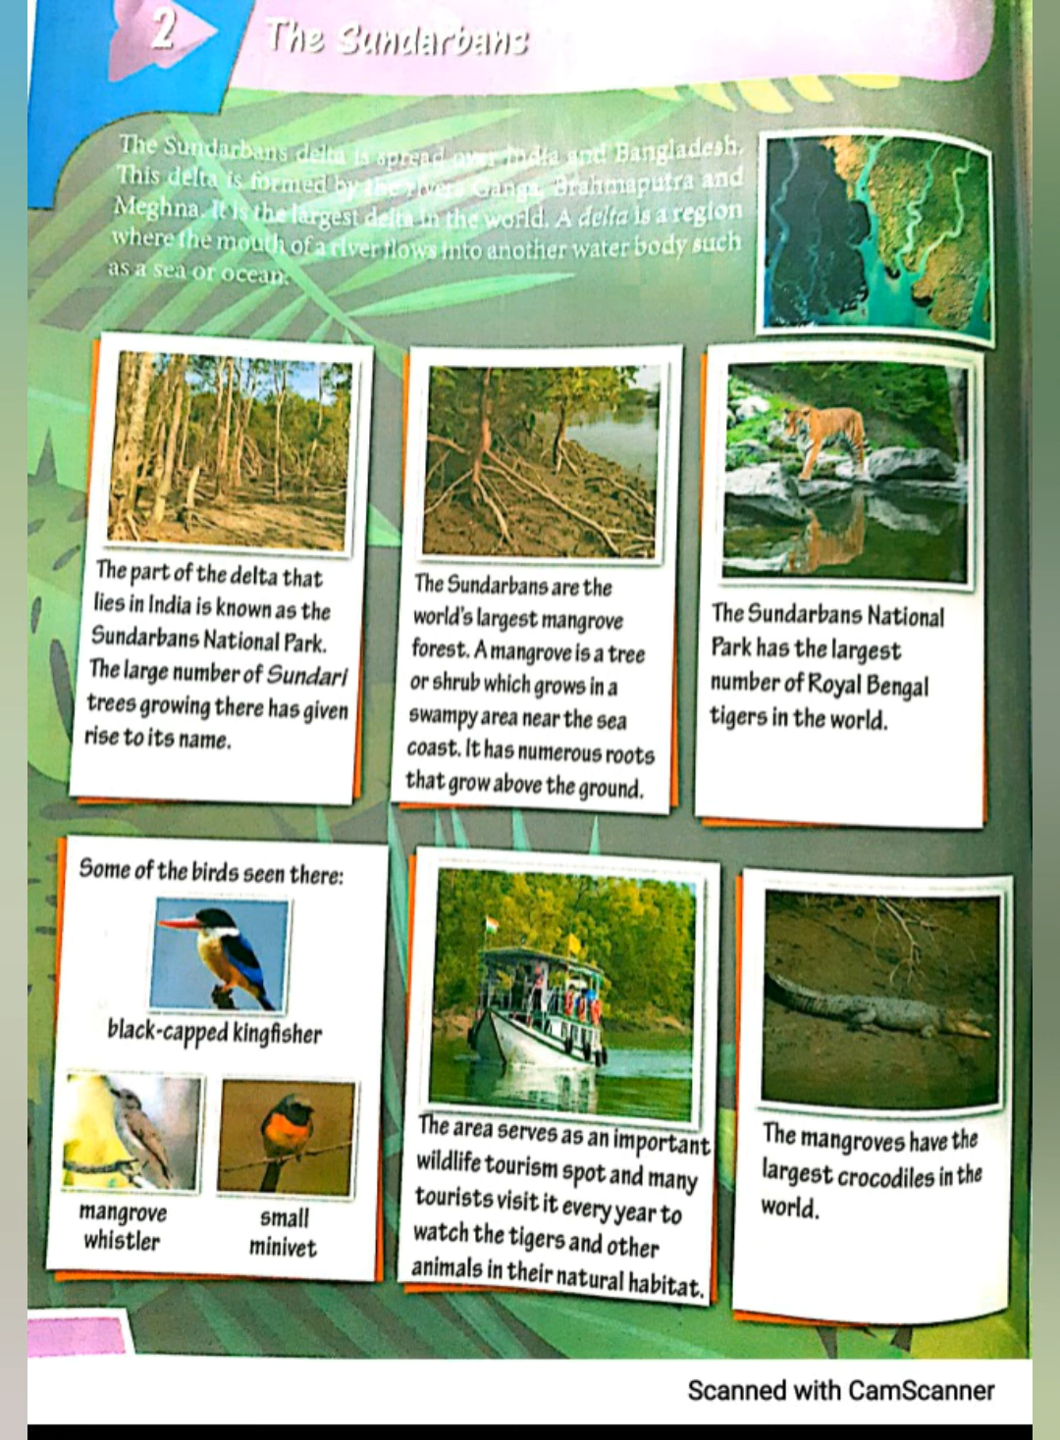 2
The Sundarbans
The Sundarbans delta is spread over India and Bangladesh.
This delta is formed by the rivers Ganga, Brahmaputra and
Meghna. It is the largest delta in the world. A delta is a region
where the mouth of a river flows into another water body such
as a sea or ocean.
The part of the delta that
lies in India is known as the
Sundarbans National Park.
The large number of Sundari
trees growing there has given
rise to its name.
The Sundarbans are the
world's largest mangrove
forest. A mangrove is a tree
or shrub which grows in a
swampy area near the sea
coast. It has numerous roots
that grow above the ground.
The Sundarbans National
Park has the largest
number of Royal Bengal
tigers in the world.
Some of the birds seen there:
black-capped kingfisher
mangrove
whistler
small
minivet
The area serves as an important
wildlife tourism spot and many
tourists visit it every year to
watch the tigers and other
animals in their natural habitat.
The mangroves have the
largest crocodiles in the
world.
Scanned with CamScanner